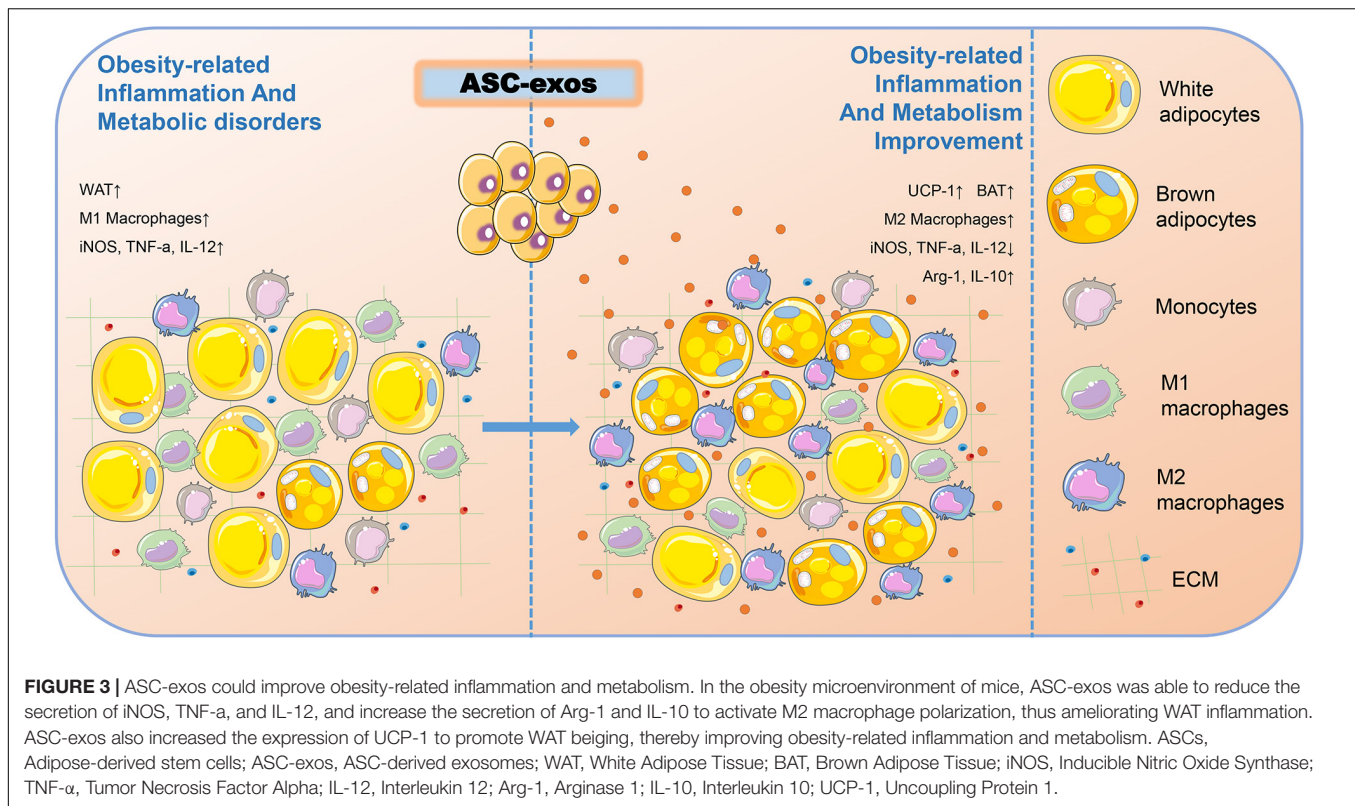 Obesity-related
Inflammation And
Metabolic disorders
ASC-exos
Obesity-related
Inflammation
And Metabolism
Improvement
WAT↑
M1 Macrophages↑
iNOS, TNF-a, IL-12↑
UCP-1↑ BAT↑
M2 Macrophages↑
iNOS, TNF-a, IL-12↓
Arg-1, IL-10↑
White
adipocytes
Brown
adipocytes
Monocytes
M1
macrophages
M2
macrophages
ECM
FIGURE 3 | ASC-exos could improve obesity-related inflammation and metabolism. In the obesity microenvironment of mice, ASC-exos was able to reduce the
secretion of iNOS, TNF-a, and IL-12, and increase the secretion of Arg-1 and IL-10 to activate M2 macrophage polarization, thus ameliorating WAT inflammation.
ASC-exos also increased the expression of UCP-1 to promote WAT beiging, thereby improving obesity-related inflammation and metabolism. ASCs,
Adipose-derived stem cells; ASC-exos, ASC-derived exosomes; WAT, White Adipose Tissue; BAT, Brown Adipose Tissue; iNOS, Inducible Nitric Oxide Synthase;
TNF-α, Tumor Necrosis Factor Alpha; IL-12, Interleukin 12; Arg-1, Arginase 1; IL-10, Interleukin 10; UCP-1, Uncoupling Protein 1.